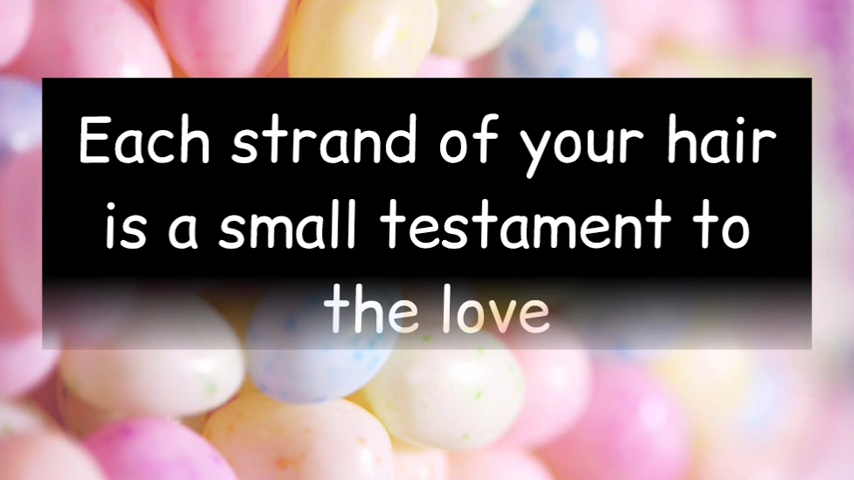 Each strand of your hair
is a small testament to
the love